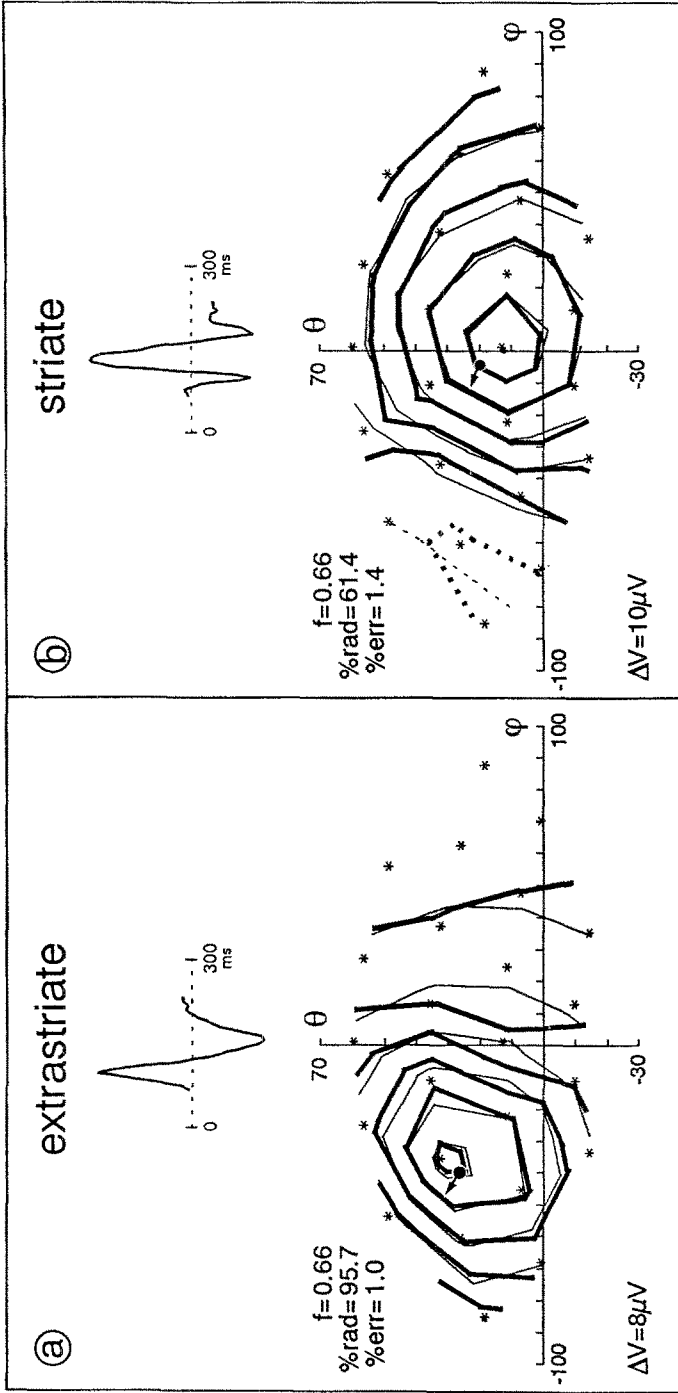 ⓐ
extrastriate
0
300
ms
f=0.66
%rad=95.7
%err=1.0
70
θ
φ
-100
100
-30
ΔV=8μV
ⓑ
striate
0
300
ms
f=0.66
%rad=61.4
%err=1.4
70
θ
φ
-100
100
-30
ΔV=10μV